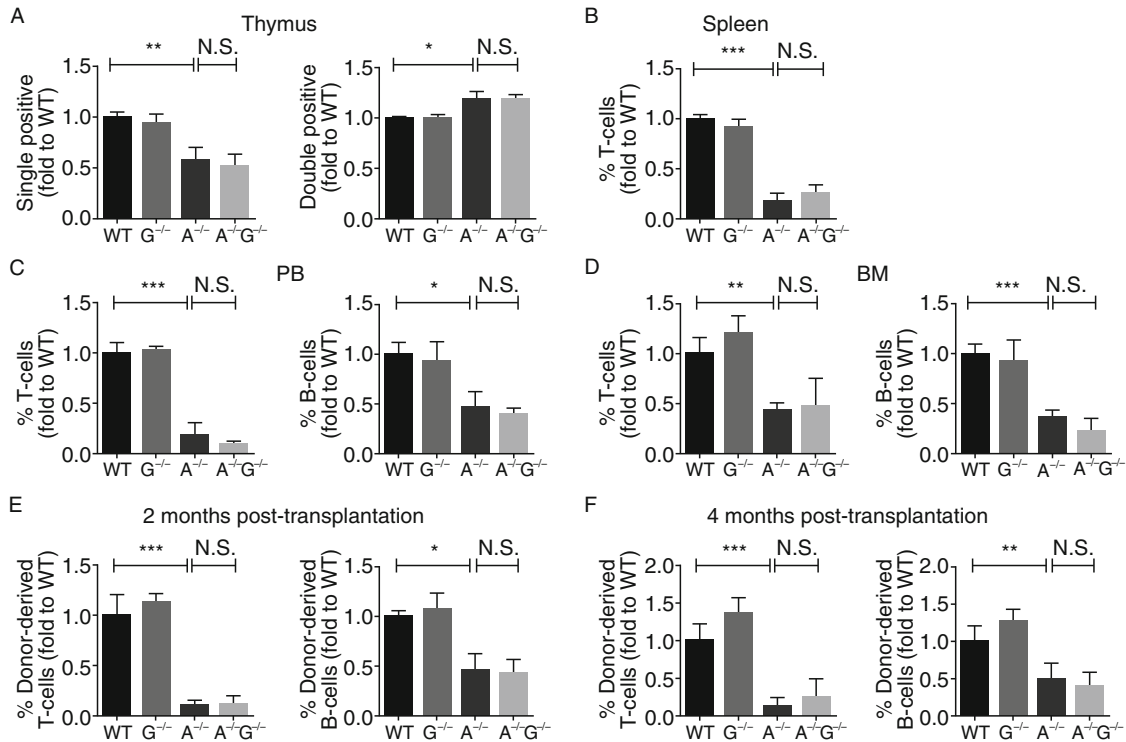 A
Thymus
** N.S.
Single positive
(fold to WT)
1.5
1.0
0.5
0.0
WT G⁻/⁻ A⁻/⁻ A⁻/⁻G⁻/⁻
* N.S.
Double positive
(fold to WT)
1.5
1.0
0.5
0.0
WT G⁻/⁻ A⁻/⁻ A⁻/⁻G⁻/⁻
B
Spleen
*** N.S.
% T-cells
(fold to WT)
1.5
1.0
0.5
0.0
WT G⁻/⁻ A⁻/⁻ A⁻/⁻G⁻/⁻
C
PB
*** N.S.
% T-cells
(fold to WT)
1.5
1.0
0.5
0.0
WT G⁻/⁻ A⁻/⁻ A⁻/⁻G⁻/⁻
* N.S.
% B-cells
(fold to WT)
1.5
1.0
0.5
0.0
WT G⁻/⁻ A⁻/⁻ A⁻/⁻G⁻/⁻
D
BM
** N.S.
% T-cells
(fold to WT)
1.5
1.0
0.5
0.0
WT G⁻/⁻ A⁻/⁻ A⁻/⁻G⁻/⁻
*** N.S.
% B-cells
(fold to WT)
1.5
1.0
0.5
0.0
WT G⁻/⁻ A⁻/⁻ A⁻/⁻G⁻/⁻
E
2 months post-transplantation
*** N.S.
% Donor-derived
T-cells (fold to WT)
1.5
1.0
0.5
0.0
WT G⁻/⁻ A⁻/⁻ A⁻/⁻G⁻/⁻
* N.S.
% Donor-derived
B-cells (fold to WT)
1.5
1.0
0.5
0.0
WT G⁻/⁻ A⁻/⁻ A⁻/⁻G⁻/⁻
F
4 months post-transplantation
*** N.S.
% Donor-derived
T-cells (fold to WT)
2.0
1.5
1.0
0.5
0.0
WT G⁻/⁻ A⁻/⁻ A⁻/⁻G⁻/⁻
** N.S.
% Donor-derived
B-cells (fold to WT)
2.0
1.5
1.0
0.5
0.0
WT G⁻/⁻ A⁻/⁻ A⁻/⁻G⁻/⁻